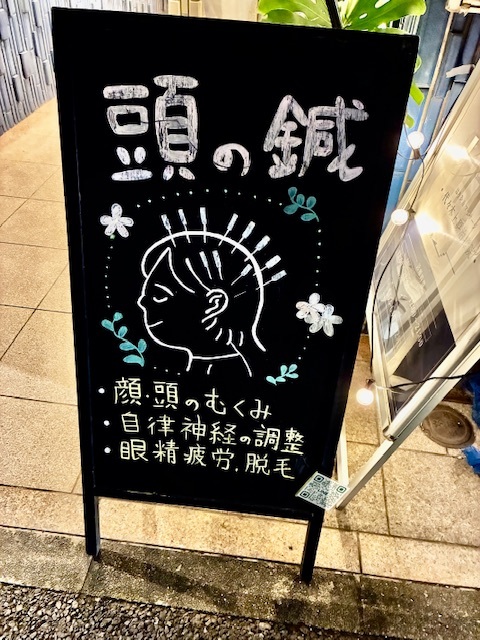 頭の鍼
・顔・頭のむくみ
・自律神経の調整
・眼精疲労、脱毛